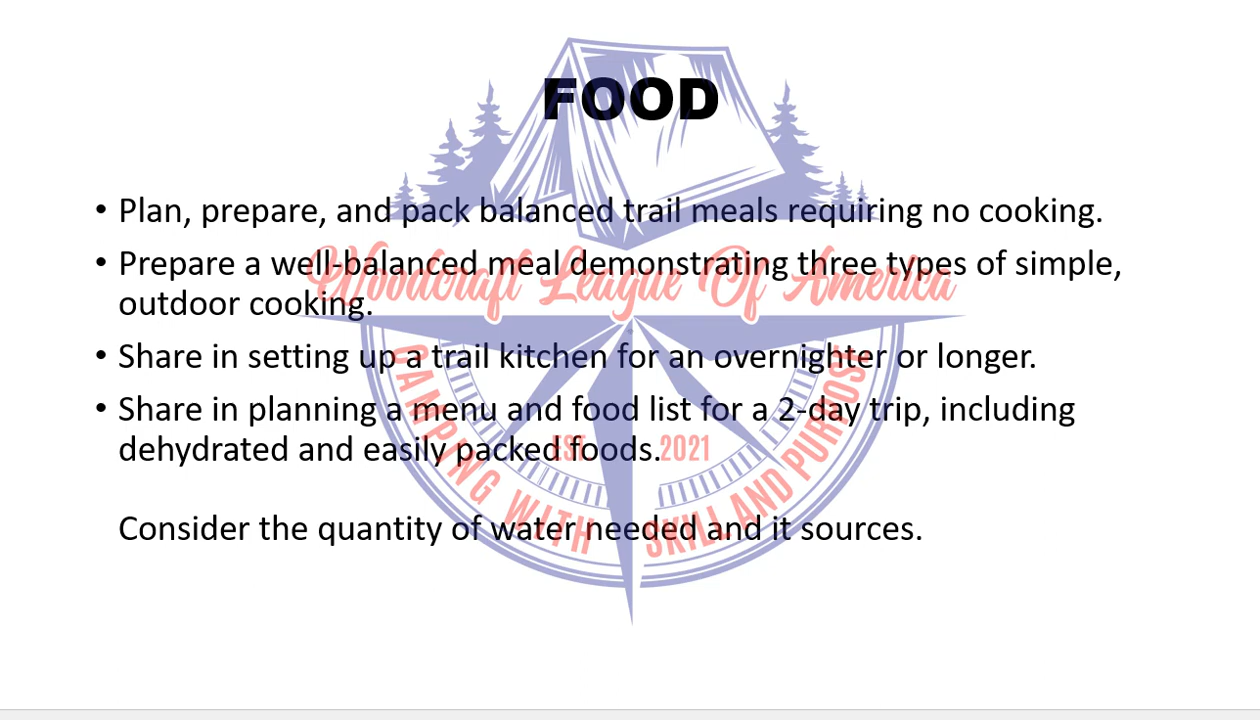 FOOD
• Plan, prepare, and pack balanced trail meals requiring no cooking.
• Prepare a well-balanced meal demonstrating three types of simple,
outdoor cooking.
• Share in setting up a trail kitchen for an overnighter or longer.
• Share in planning a menu and food list for a 2-day trip, including
dehydrated and easily packed foods.
Consider the quantity of water needed and it sources.
Woodcraft League Of America
EST 2021
CAMPING WITH SKILL AND PURPOSE